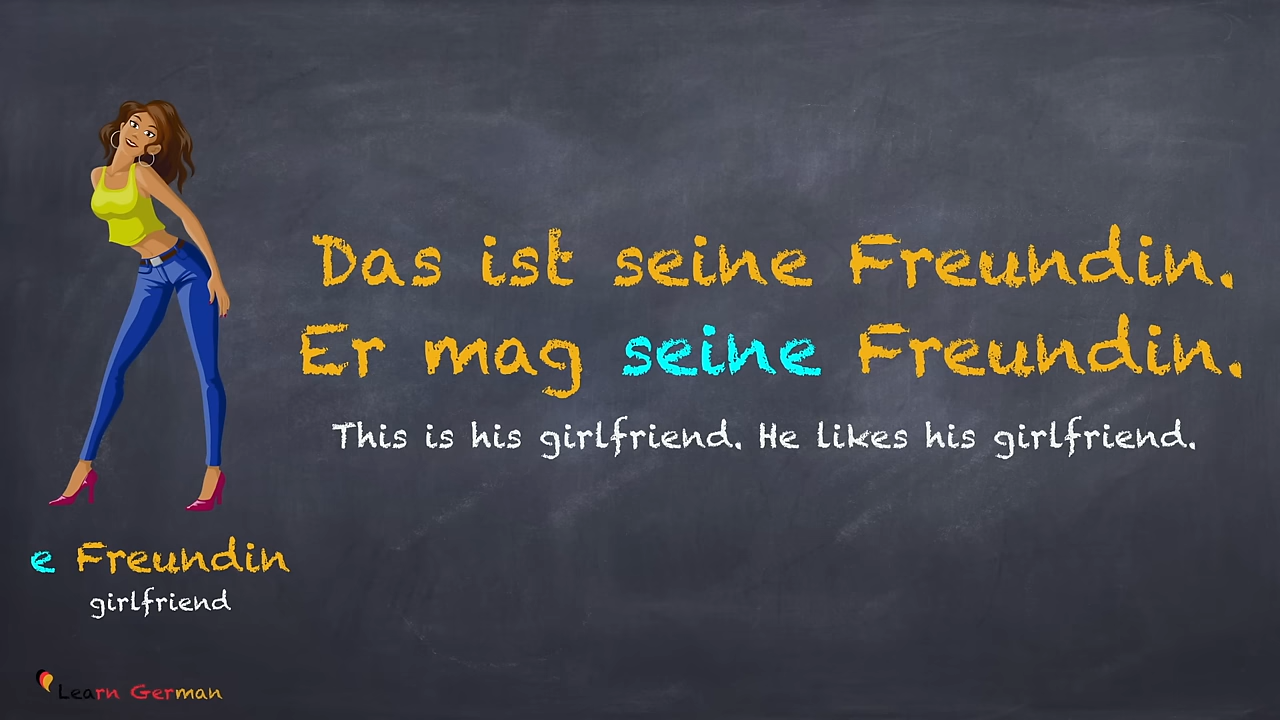 Das ist seine Freundin.
Er mag seine Freundin.
This is his girlfriend. He likes his girlfriend.
e Freundin
girlfriend
Learn German